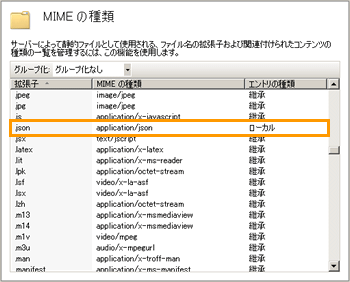 MIME の種類
サーバーによって静的ファイルとして使用される、ファイル名の拡張子および関連付けられたコンテンツの
種類の一覧を管理するには、この機能を使用します。
グループ化: グループ化なし
拡張子 MIME の種類 エントリの種類
.jpeg image/jpeg 継承
.jpg image/jpeg 継承
.js application/x-javascript 継承
.json application/json ローカル
.jsx text/jscript 継承
.latex application/x-latex 継承
.lit application/x-ms-reader 継承
.lpk application/octet-stream 継承
.lsf video/x-la-asf 継承
.lsx video/x-la-asf 継承
.lzh application/octet-stream 継承
.m13 application/x-msmediaview 継承
.m14 application/x-msmediaview 継承
.m1v video/mpeg 継承
.m3u audio/x-mpegurl 継承
.man application/x-troff-man 継承
.manifest application/x-ms-manifest 継承